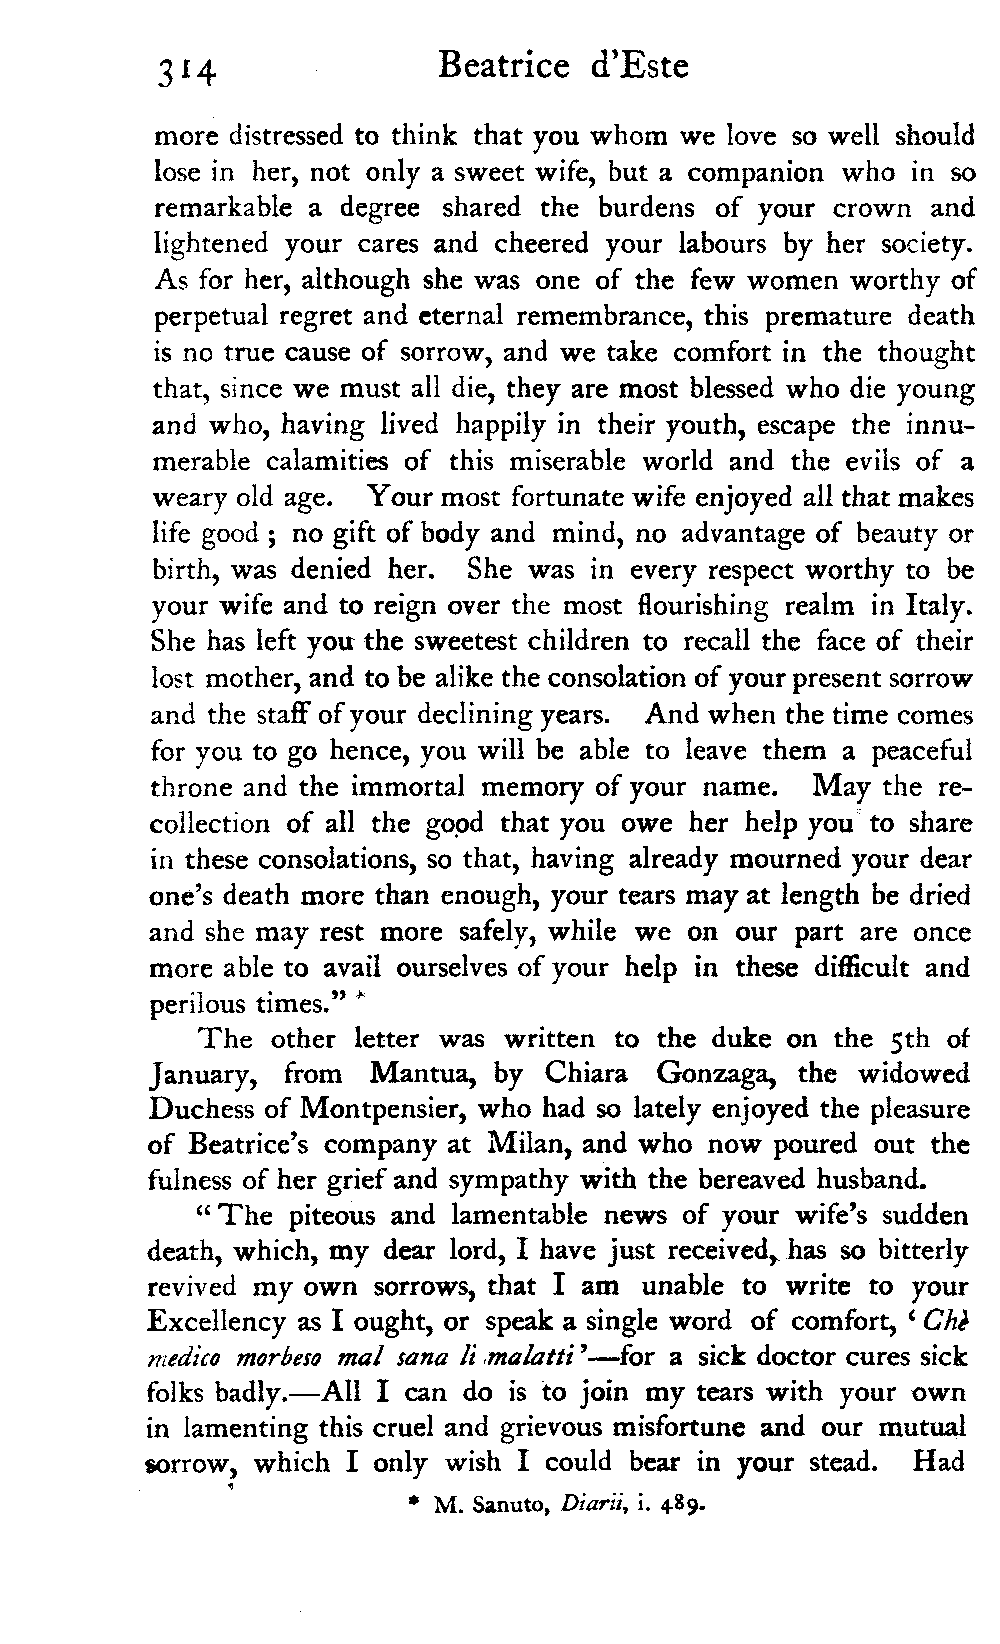 314 Beatrice d'Este
more distressed to think that you whom we love so well should
lose in her, not only a sweet wife, but a companion who in so
remarkable a degree shared the burdens of your crown and
lightened your cares and cheered your labours by her society.
As for her, although she was one of the few women worthy of
perpetual regret and eternal remembrance, this premature death
is no true cause of sorrow, and we take comfort in the thought
that, since we must all die, they are most blessed who die young
and who, having lived happily in their youth, escape the innu-
merable calamities of this miserable world and the evils of a
weary old age. Your most fortunate wife enjoyed all that makes
life good ; no gift of body and mind, no advantage of beauty or
birth, was denied her. She was in every respect worthy to be
your wife and to reign over the most flourishing realm in Italy.
She has left you the sweetest children to recall the face of their
lost mother, and to be alike the consolation of your present sorrow
and the staff of your declining years. And when the time comes
for you to go hence, you will be able to leave them a peaceful
throne and the immortal memory of your name. May the re-
collection of all the good that you owe her help you to share
in these consolations, so that, having already mourned your dear
one's death more than enough, your tears may at length be dried
and she may rest more safely, while we on our part are once
more able to avail ourselves of your help in these difficult and
perilous times." *
The other letter was written to the duke on the 5th of
January, from Mantua, by Chiara Gonzaga, the widowed
Duchess of Montpensier, who had so lately enjoyed the pleasure
of Beatrice's company at Milan, and who now poured out the
fulness of her grief and sympathy with the bereaved husband.
"The piteous and lamentable news of your wife's sudden
death, which, my dear lord, I have just received, has so bitterly
revived my own sorrows, that I am unable to write to your
Excellency as I ought, or speak a single word of comfort, 'Chè
medico morbeso mal sana li malatti'—for a sick doctor cures sick
folks badly.—All I can do is to join my tears with your own
in lamenting this cruel and grievous misfortune and our mutual
sorrow, which I only wish I could bear in your stead. Had
* M. Sanuto, Diarii, i. 489.